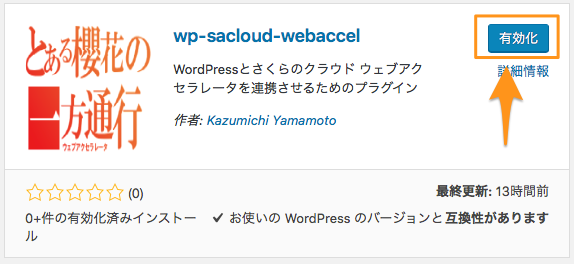 とある櫻花の
一方通行
ウェブアクセラレータ
wp-sacloud-webaccel
有効化
詳細情報
WordPressとさくらのクラウド ウェブアク
セラレータを連携させるためのプラグイン
作者: Kazumichi Yamamoto
(0)
最終更新: 13時間前
0+件の有効化済みインストー
ル
✔ お使いの WordPress のバージョンと互換性があります